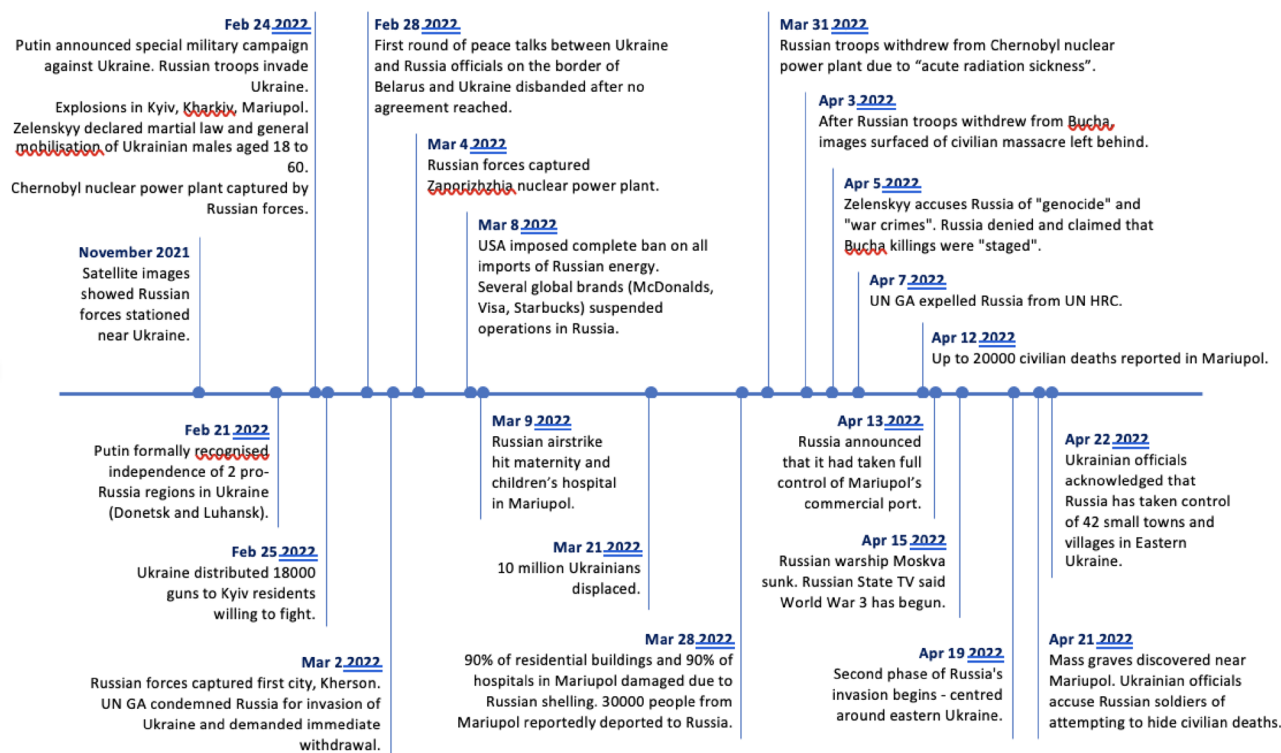 Feb 24 2022
Putin announced special military campaign
against Ukraine. Russian troops invade
Ukraine.
Explosions in Kyiv, Kharkiv, Mariupol.
Zelenskyy declared martial law and general
mobilisation of Ukrainian males aged 18 to
60.
Chernobyl nuclear power plant captured by
Russian forces.
November 2021
Satellite images
showed Russian
forces stationed
near Ukraine.
Feb 28 2022
First round of peace talks between Ukraine
and Russia officials on the border of
Belarus and Ukraine disbanded after no
agreement reached.
Mar 4 2022
Russian forces captured
Zaporizhzhia nuclear power plant.
Mar 8 2022
USA imposed complete ban on all
imports of Russian energy.
Several global brands (McDonalds,
Visa, Starbucks) suspended
operations in Russia.
Mar 31 2022
Russian troops withdrew from Chernobyl nuclear
power plant due to “acute radiation sickness”.
Apr 3 2022
After Russian troops withdrew from Bucha,
images surfaced of civilian massacre left behind.
Apr 5 2022
Zelenskyy accuses Russia of "genocide" and
"war crimes". Russia denied and claimed that
Bucha killings were "staged".
Apr 7 2022
UN GA expelled Russia from UN HRC.
Apr 12 2022
Up to 20000 civilian deaths reported in Mariupol.
Feb 21 2022
Putin formally recognised
independence of 2 pro-
Russia regions in Ukraine
(Donetsk and Luhansk).
Feb 25 2022
Ukraine distributed 18000
guns to Kyiv residents
willing to fight.
Mar 2 2022
Russian forces captured first city, Kherson.
UN GA condemned Russia for invasion of
Ukraine and demanded immediate
withdrawal.
Mar 9 2022
Russian airstrike
hit maternity and
children’s hospital
in Mariupol.
Mar 21 2022
10 million Ukrainians
displaced.
Mar 28 2022
90% of residential buildings and 90% of
hospitals in Mariupol damaged due to
Russian shelling. 30000 people from
Mariupol reportedly deported to Russia.
Apr 13 2022
Russia announced
that it had taken full
control of Mariupol’s
commercial port.
Apr 15 2022
Russian warship Moskva
sunk. Russian State TV said
World War 3 has begun.
Apr 19 2022
Second phase of Russia's
invasion begins - centred
around eastern Ukraine.
Apr 22 2022
Ukrainian officials
acknowledged that
Russia has taken control
of 42 small towns and
villages in Eastern
Ukraine.
Apr 21 2022
Mass graves discovered near
Mariupol. Ukrainian officials
accuse Russian soldiers of
attempting to hide civilian deaths.